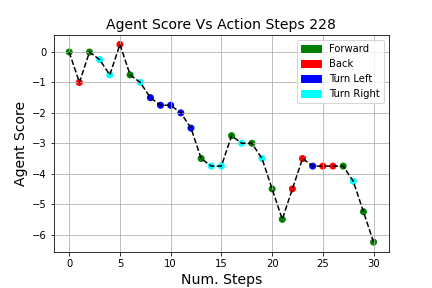 Agent Score Vs Action Steps 228
Agent Score
0
−1
−2
−3
−4
−5
−6
Forward
Back
Turn Left
Turn Right
0 5 10 15 20 25 30
Num. Steps